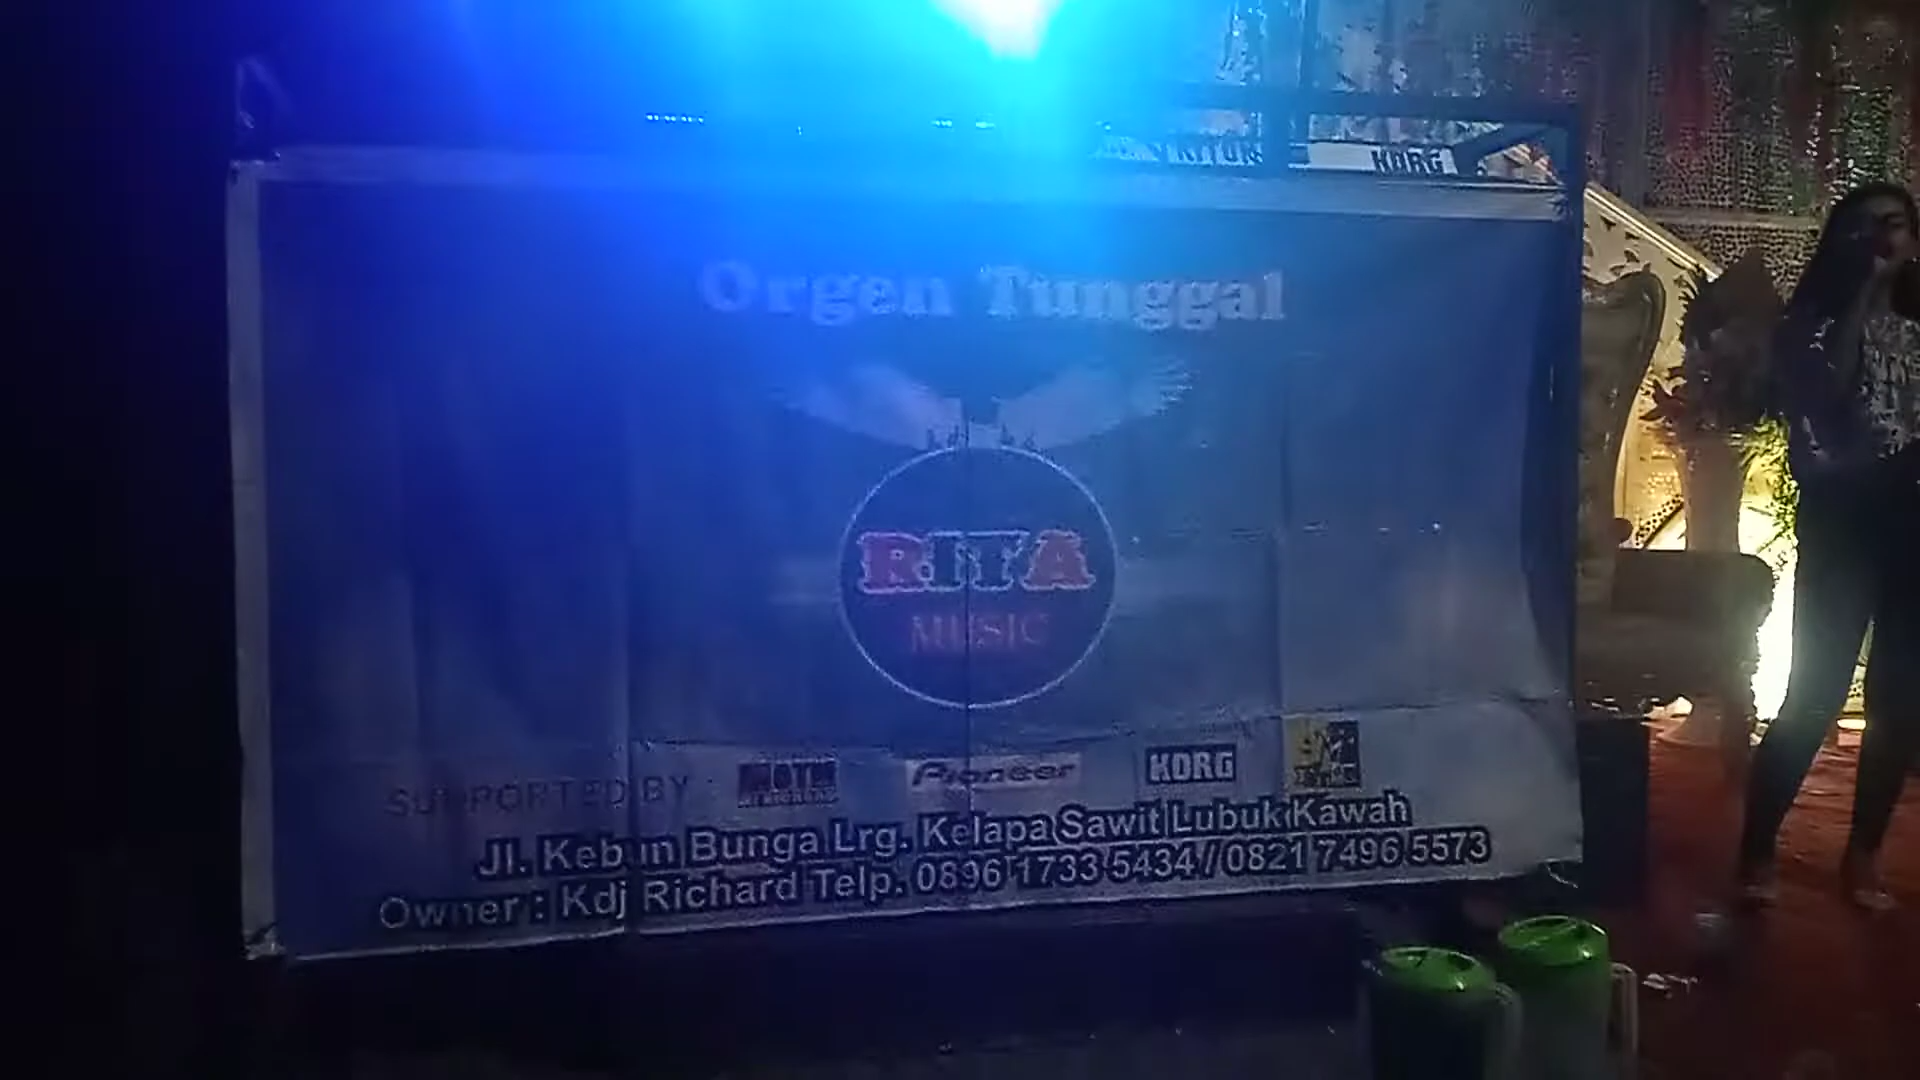 KORG
Orgen Tunggal
RITA
MUSIC
SUPPORTED BY :
Pioneer
KORG
Jl. Kebun Bunga Lrg. Kelapa Sawit Lubuk Kawah
Owner : Kdj Richard Telp. 0896 1733 5434 / 0821 7496 5573